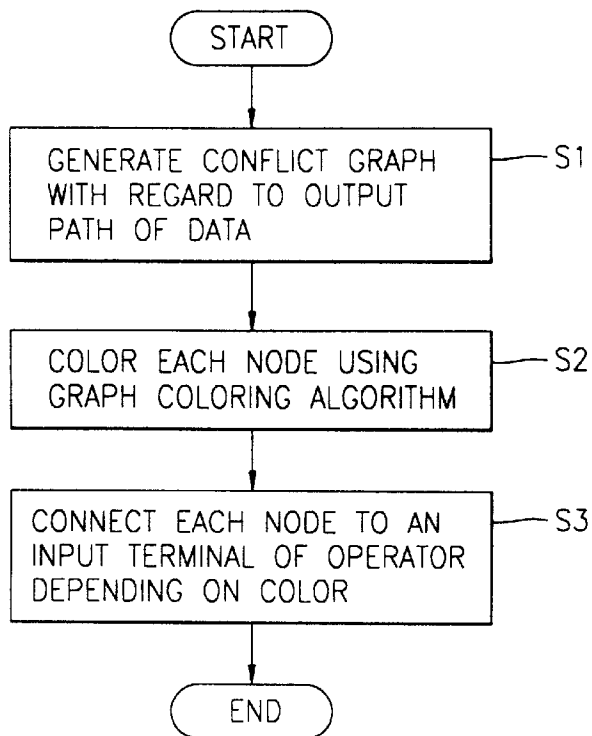 START
GENERATE CONFLICT GRAPH
WITH REGARD TO OUTPUT
PATH OF DATA
S1
COLOR EACH NODE USING
GRAPH COLORING ALGORITHM
S2
CONNECT EACH NODE TO AN
INPUT TERMINAL OF OPERATOR
DEPENDING ON COLOR
S3
END